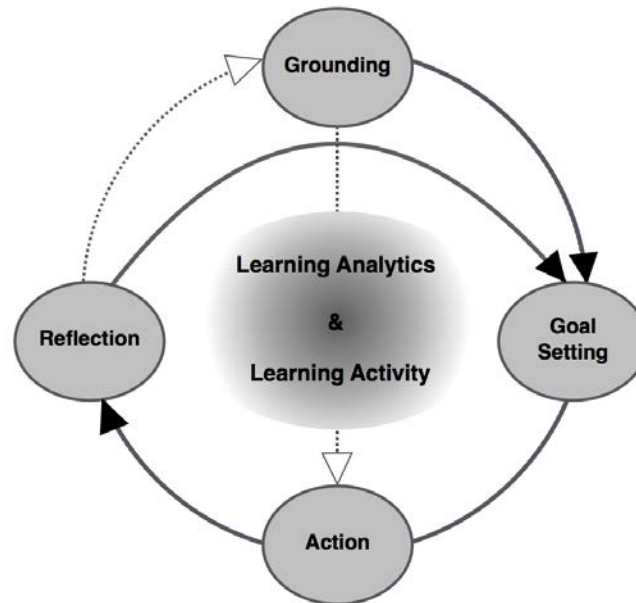 Grounding
Learning Analytics
&
Learning Activity
Reflection
Goal
Setting
Action